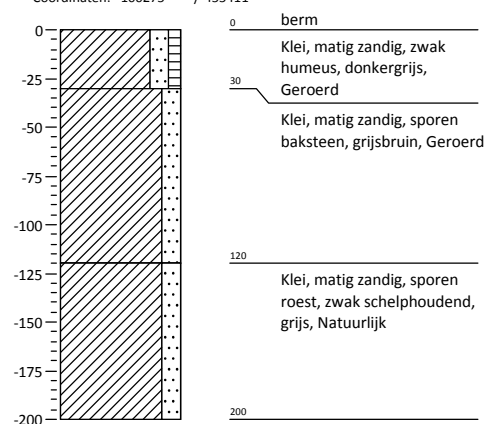 0
-25
-50
-75
-100
-125
-150
-175
-200
0 berm
Klei, matig zandig, zwak
humeus, donkergrijs,
Geroerd
30
Klei, matig zandig, sporen
baksteen, grijsbruin, Geroerd
120
Klei, matig zandig, sporen
roest, zwak schelphoudend,
grijs, Natuurlijk
200